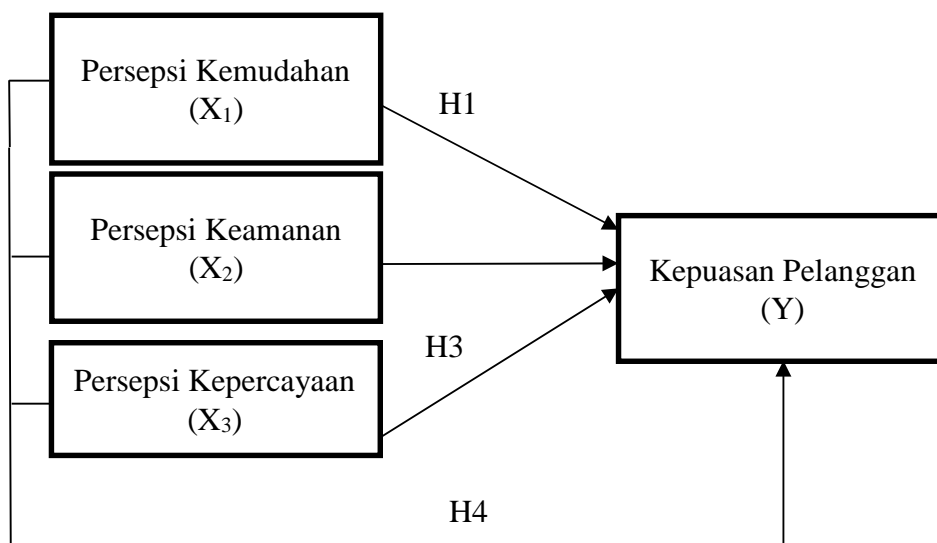 Persepsi Kemudahan
(X₁)
H1
Persepsi Keamanan
(X₂)
Kepuasan Pelanggan
(Y)
H3
Persepsi Kepercayaan
(X₃)
H4